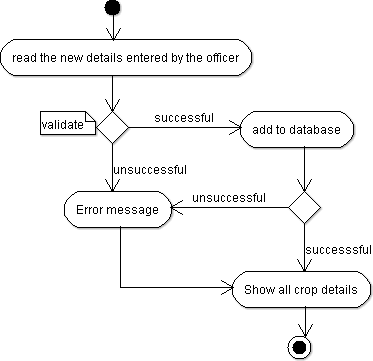 read the new details entered by the officer
validate
successful
add to database
unsuccessful
unsuccessful
Error message
successsful
Show all crop details